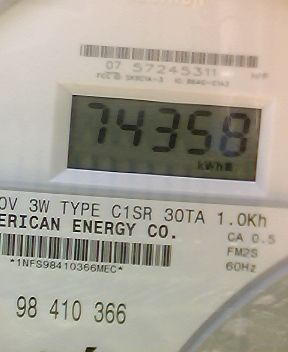 07 57245311
74358
kWh
0V 3W TYPE C1SR 30TA 1.0Kh
ERICAN ENERGY CO.
CA 0.5
FM2S
*1NFS98410366MEC*
60Hz
98 410 366